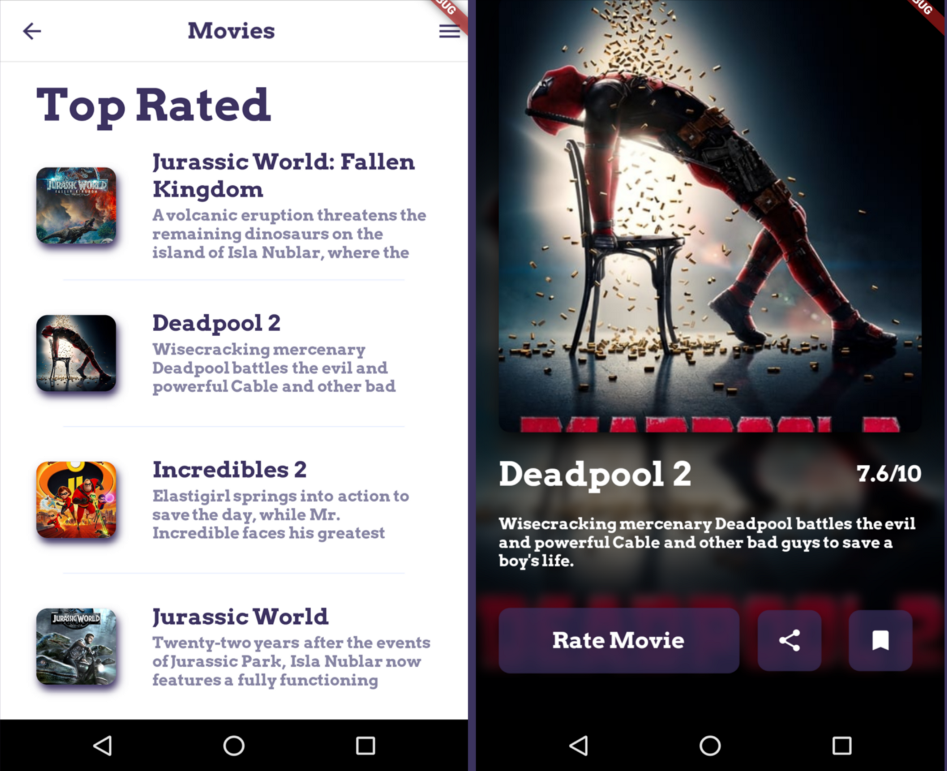 Movies
Top Rated
Jurassic World: Fallen
Kingdom
A volcanic eruption threatens the
remaining dinosaurs on the
island of Isla Nublar, where the
Deadpool 2
Wisecracking mercenary
Deadpool battles the evil and
powerful Cable and other bad
Incredibles 2
Elastigirl springs into action to
save the day, while Mr.
Incredible faces his greatest
JURASSIC WORLD
Jurassic World
Twenty-two years after the events
of Jurassic Park, Isla Nublar now
features a fully functioning
Deadpool 2
7.6/10
Wisecracking mercenary Deadpool battles the evil
and powerful Cable and other bad guys to save a
boy's life.
Rate Movie